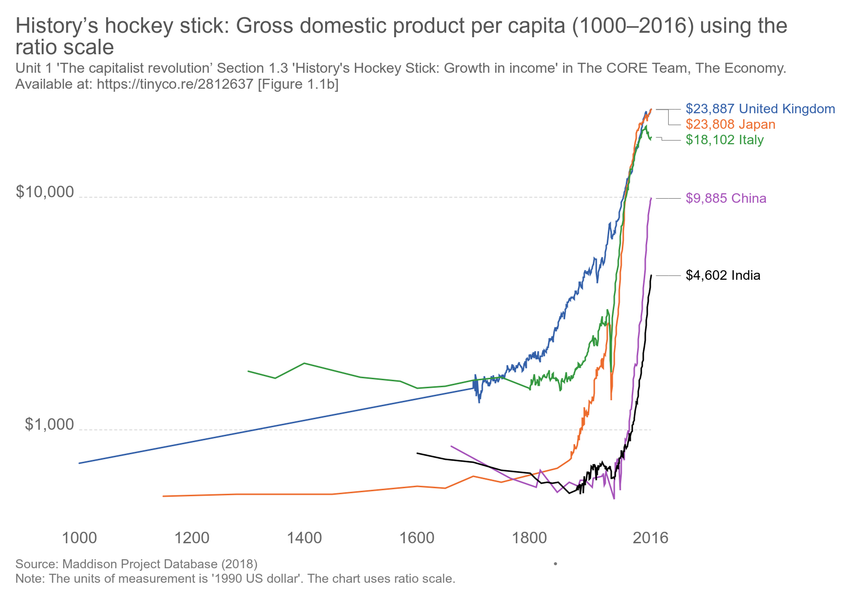 History’s hockey stick: Gross domestic product per capita (1000–2016) using the
ratio scale
Unit 1 'The capitalist revolution’ Section 1.3 'History's Hockey Stick: Growth in income' in The CORE Team, The Economy.
Available at: https://tinyco.re/2812637 [Figure 1.1b]
$23,887 United Kingdom
$23,808 Japan
$18,102 Italy
$10,000
$9,885 China
$4,602 India
$1,000
1000 1200 1400 1600 1800 2016
Source: Maddison Project Database (2018)
Note: The units of measurement is '1990 US dollar'. The chart uses ratio scale.